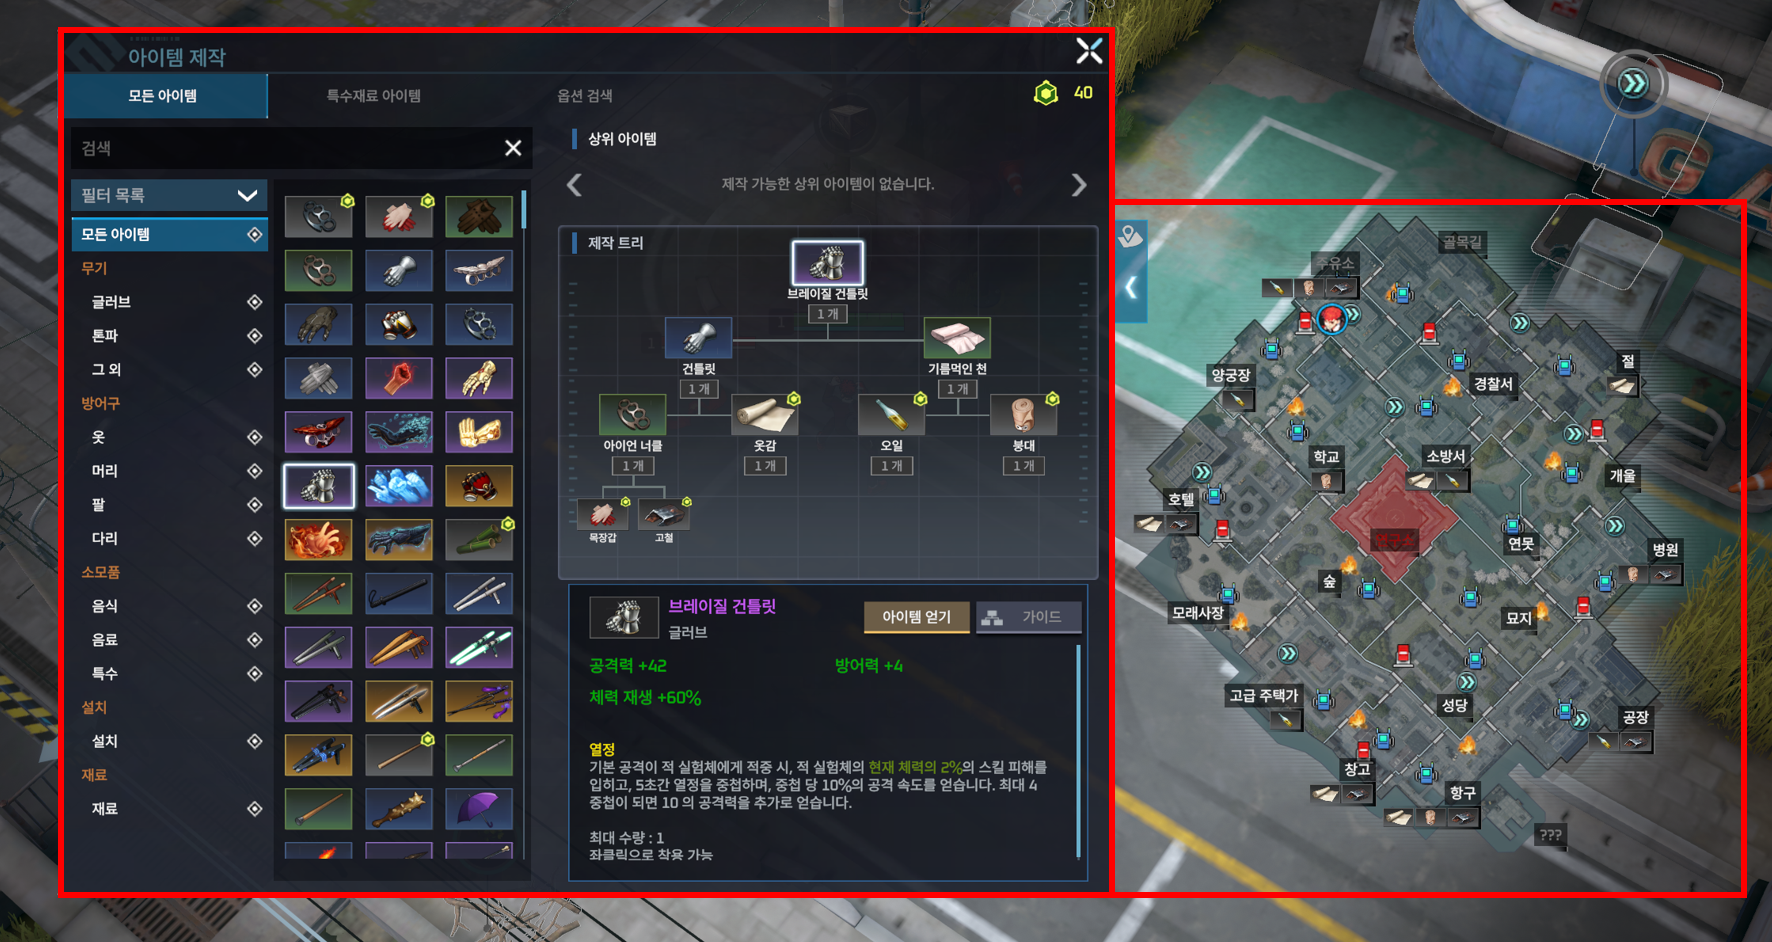 아이템 제작
모든 아이템
특수재료 아이템
옵션 검색
40
검색
필터 목록
모든 아이템
무기
글러브
톤파
그 외
방어구
옷
머리
팔
다리
소모품
음식
음료
특수
설치
설치
재료
재료
상위 아이템
제작 가능한 상위 아이템이 없습니다.
제작 트리
브레이질 건틀릿
1 개
건틀릿
1 개
기름먹인 천
1 개
아이언 너클
1 개
옷감
1 개
오일
1 개
붕대
1 개
목장갑
고철
브레이질 건틀릿
글러브
아이템 얻기
가이드
공격력 +42
방어력 +4
체력 재생 +60%
열정
기본 공격이 적 실험체에게 적중 시, 적 실험체의 현재 체력의 2%의 스킬 피해를
입히고, 5초간 열정을 중첩하며, 중첩 당 10%의 공격 속도를 얻습니다. 최대 4
중첩이 되면 10 의 공격력을 추가로 얻습니다.
최대 수량 : 1
좌클릭으로 착용 가능
골목길
주유소
양궁장
경찰서
절
학교
소방서
개울
호텔
연구소
연못
병원
숲
모래사장
묘지
고급 주택가
성당
공장
창고
항구
???